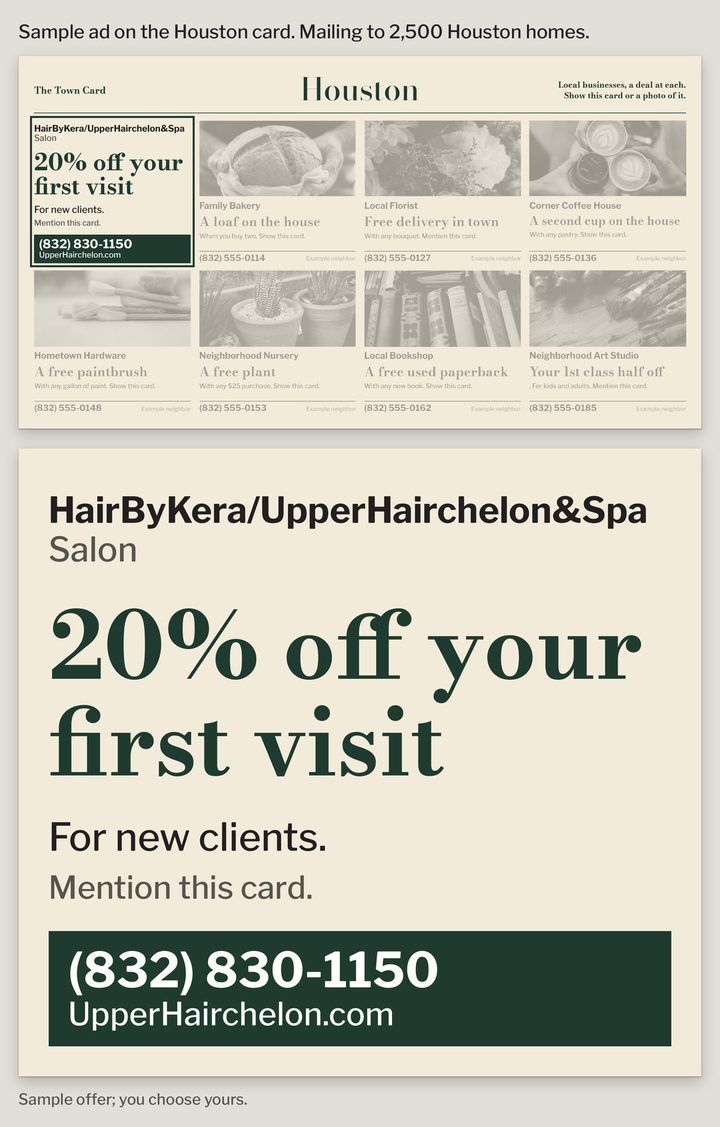 Sample ad on the Houston card. Mailing to 2,500 Houston homes.
The Town Card
Houston
Local businesses, a deal at each.
Show this card or a photo of it.
HairByKera/UpperHairchelon&Spa
Salon
20% off your
first visit
For new clients.
Mention this card.
(832) 830-1150
UpperHairchelon.com
Family Bakery
A loaf on the house
When you buy two. Show this card.
(832) 555-0114
Example neighbor
Local Florist
Free delivery in town
With any bouquet. Mention this card.
(832) 555-0127
Example neighbor
Corner Coffee House
A second cup on the house
With any pastry. Show this card.
(832) 555-0136
Example neighbor
Hometown Hardware
A free paintbrush
With any gallon of paint. Show this card.
(832) 555-0148
Example neighbor
Neighborhood Nursery
A free plant
With any $25 purchase. Show this card.
(832) 555-0153
Example neighbor
Local Bookshop
A free used paperback
With any new book. Show this card.
(832) 555-0162
Example neighbor
Neighborhood Art Studio
Your 1st class half off
For kids and adults. Mention this card.
(832) 555-0185
Example neighbor
HairByKera/UpperHairchelon&Spa
Salon
20% off your
first visit
For new clients.
Mention this card.
(832) 830-1150
UpperHairchelon.com
Sample offer; you choose yours.